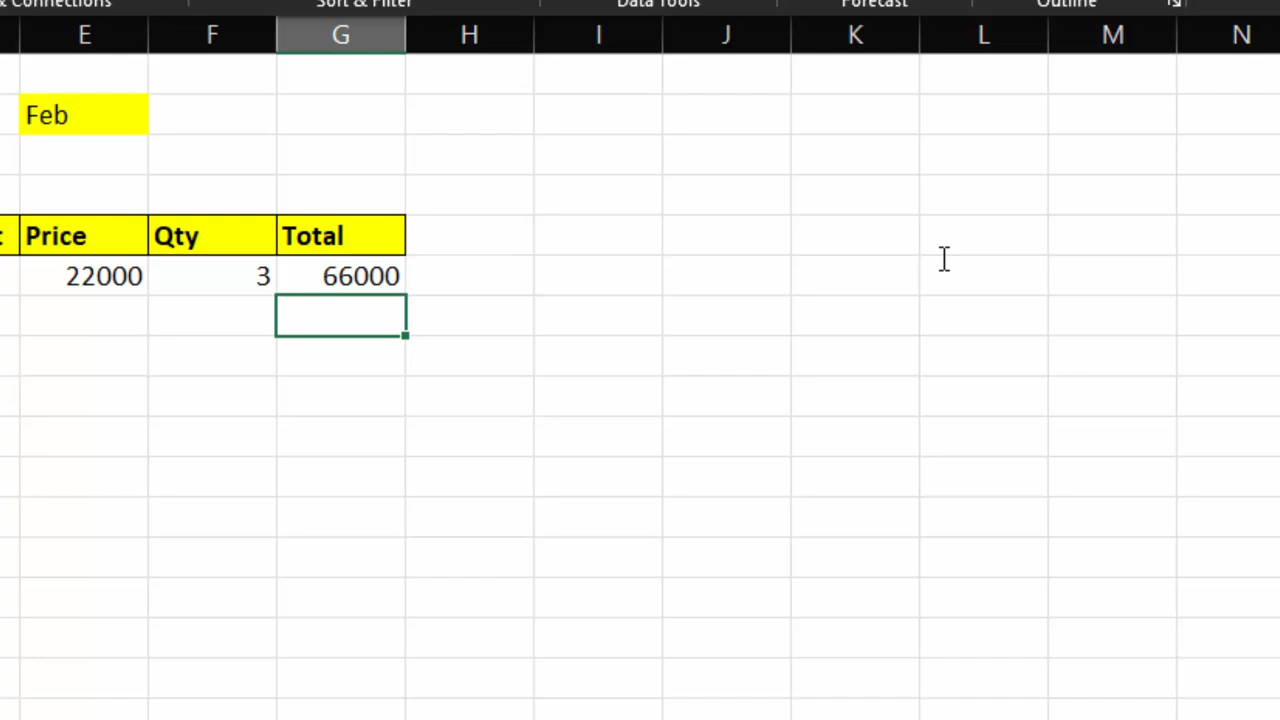 & Connections Sort & Filter Data Tools Forecast Outline
E F G H I J K L M N
Feb
Price Qty Total
22000 3 66000